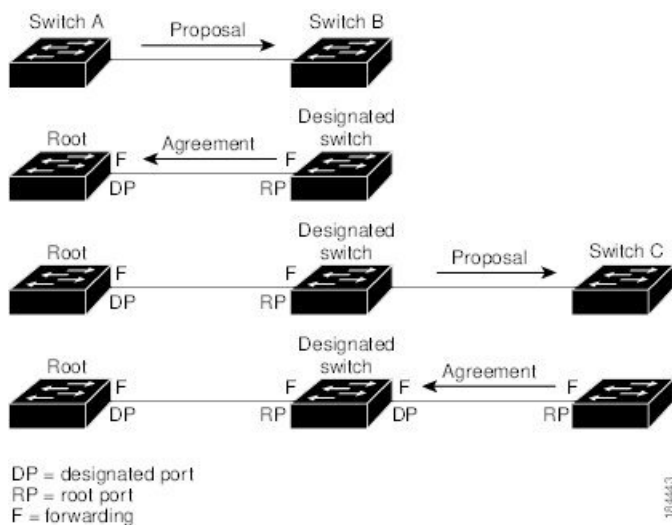 Switch A
Proposal
Switch B
Root
Agreement
Designated
switch
F
F
DP
RP
Root
Designated
switch
Proposal
Switch C
F
F
DP
RP
Root
Designated
switch
Agreement
F
F
F
F
DP
RP
DP
RP
DP = designated port
RP = root port
F = forwarding